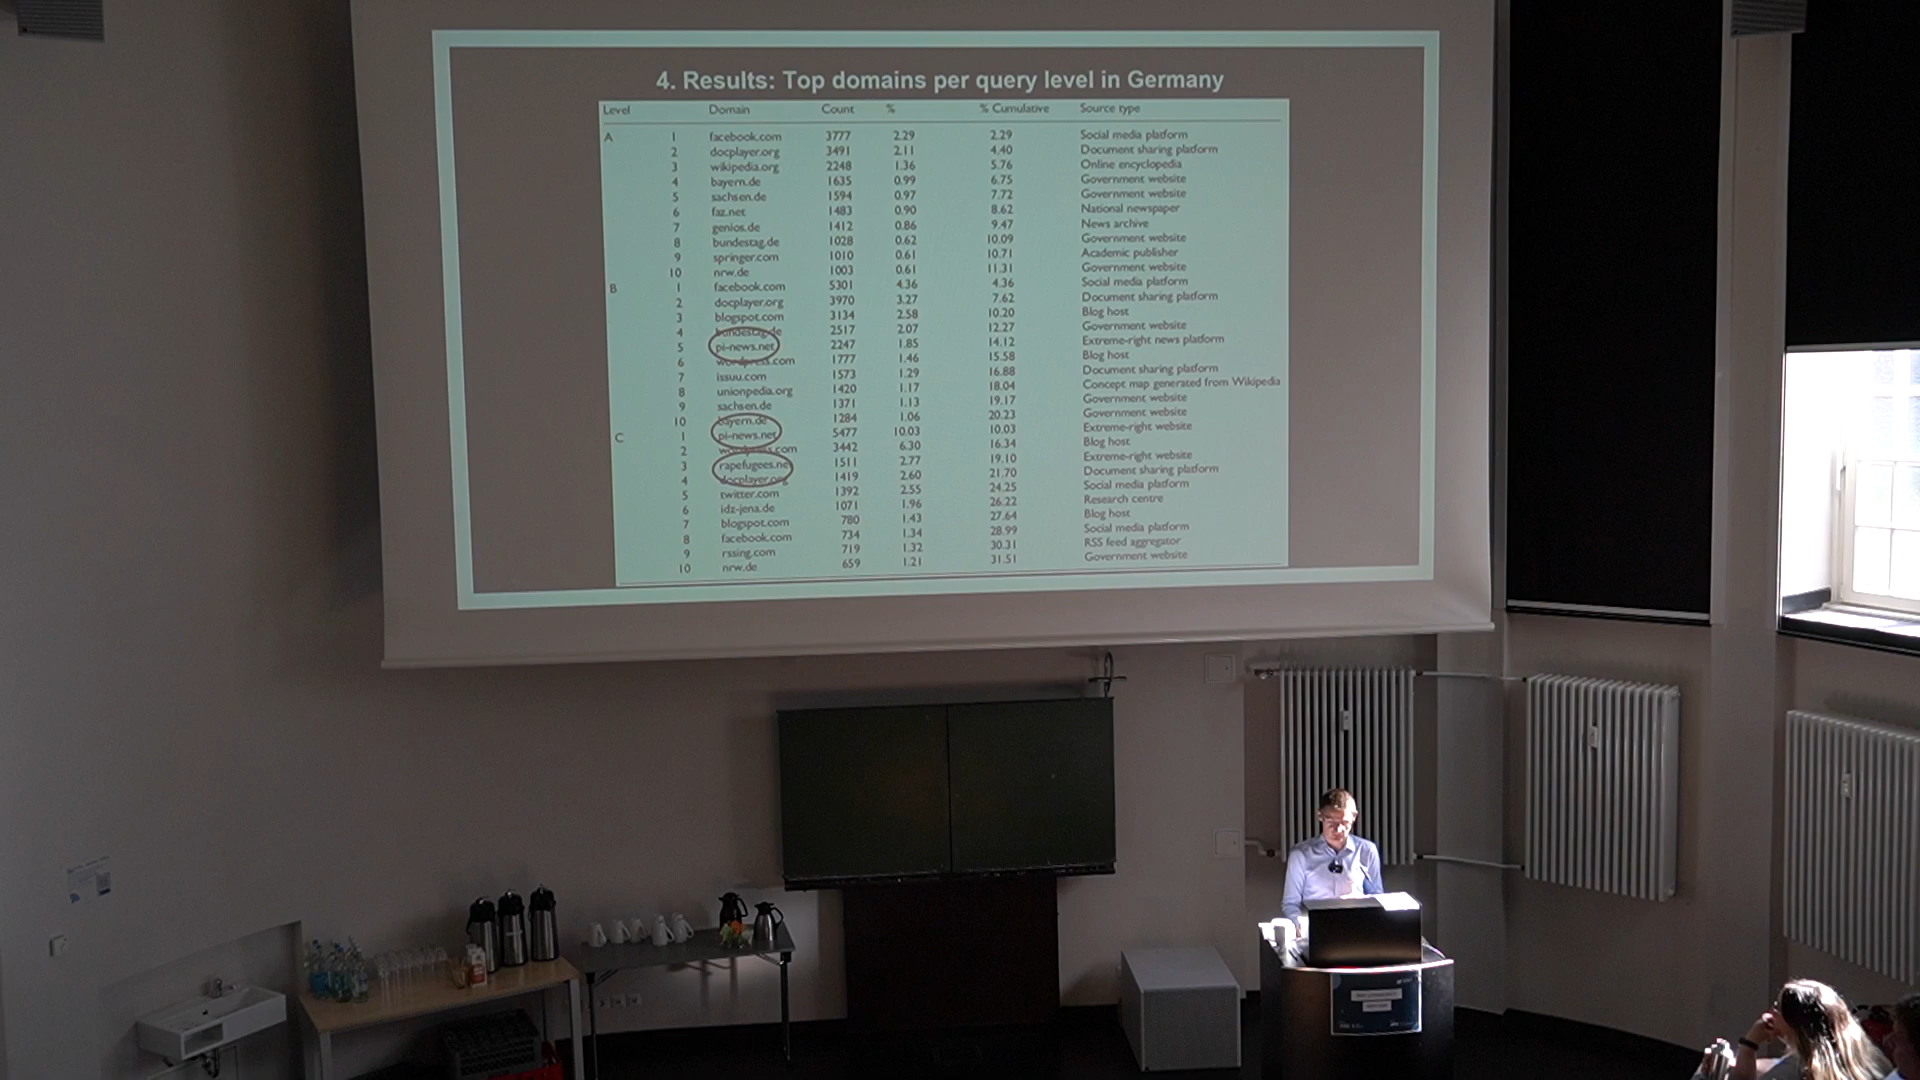 4. Results: Top domains per query level in Germany
Level Domain Count % % Cumulative Source type
A 1 facebook.com 3777 2.29 2.29 Social media platform
2 docplayer.org 3491 2.11 4.40 Document sharing platform
3 wikipedia.org 2248 1.36 5.76 Online encyclopedia
4 bayern.de 1635 0.99 6.75 Government website
5 sachsen.de 1594 0.97 7.72 Government website
6 faz.net 1483 0.90 8.62 National newspaper
7 genios.de 1412 0.86 9.47 News archive
8 bundestag.de 1028 0.62 10.09 Government website
9 springer.com 1010 0.61 10.71 Academic publisher
10 nrw.de 1003 0.61 11.31 Government website
B 1 facebook.com 5301 4.36 4.36 Social media platform
2 docplayer.org 3970 3.27 7.62 Document sharing platform
3 blogspot.com 3134 2.58 10.20 Blog host
4 bundestag.de 2517 2.07 12.27 Government website
5 pi-news.net 2247 1.85 14.12 Extreme-right news platform
6 wordpress.com 1777 1.46 15.58 Blog host
7 issuu.com 1573 1.29 16.88 Document sharing platform
8 unionpedia.org 1420 1.17 18.04 Concept map generated from Wikipedia
9 sachsen.de 1371 1.13 19.17 Government website
10 bayern.de 1284 1.06 20.23 Government website
C 1 pi-news.net 5477 10.03 10.03 Extreme-right website
2 wordpress.com 3442 6.30 16.34 Blog host
3 rapefugees.net 1511 2.77 19.10 Extreme-right website
4 docplayer.org 1419 2.60 21.70 Document sharing platform
5 twitter.com 1392 2.55 24.25 Social media platform
6 idz-jena.de 1071 1.96 26.22 Research centre
7 blogspot.com 780 1.43 27.64 Blog host
8 facebook.com 734 1.34 28.99 Social media platform
9 rssing.com 719 1.32 30.31 RSS feed aggregator
10 nrw.de 659 1.21 31.51 Government website